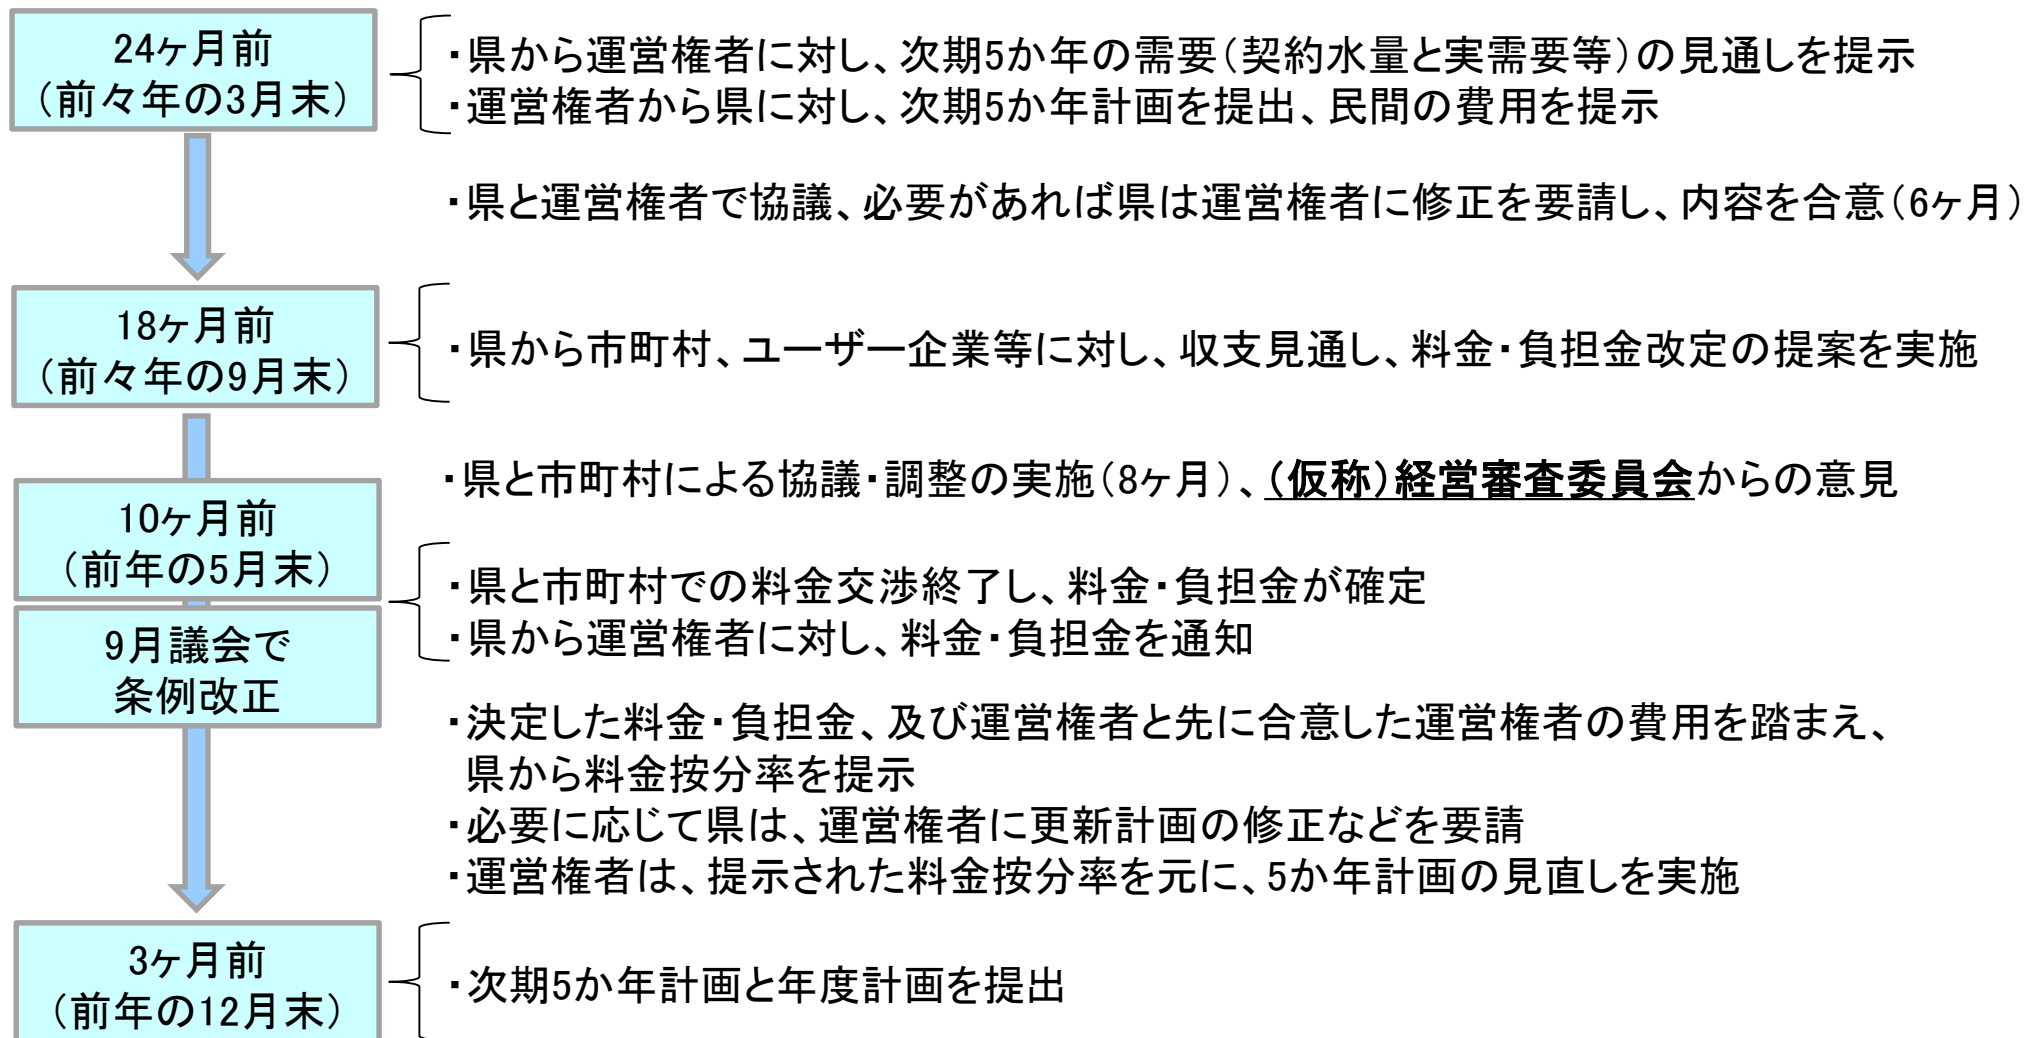 24ヶ月前
（前々年の3月末）
・県から運営権者に対し、次期5か年の需要（契約水量と実需要等）の見通しを提示
・運営権者から県に対し、次期5か年計画を提出、民間の費用を提示
・県と運営権者で協議、必要があれば県は運営権者に修正を要請し、内容を合意（6ヶ月）
18ヶ月前
（前々年の9月末）
・県から市町村、ユーザー企業等に対し、収支見通し、料金・負担金改定の提案を実施
・県と市町村による協議・調整の実施（8ヶ月）、（仮称）経営審査委員会からの意見
10ヶ月前
（前年の5月末）
・県と市町村での料金交渉終了し、料金・負担金が確定
・県から運営権者に対し、料金・負担金を通知
9月議会で
条例改正
・決定した料金・負担金、及び運営権者と先に合意した運営権者の費用を踏まえ、
県から料金按分率を提示
・必要に応じて県は、運営権者に更新計画の修正などを要請
・運営権者は、提示された料金按分率を元に、5か年計画の見直しを実施
3ヶ月前
（前年の12月末）
・次期5か年計画と年度計画を提出